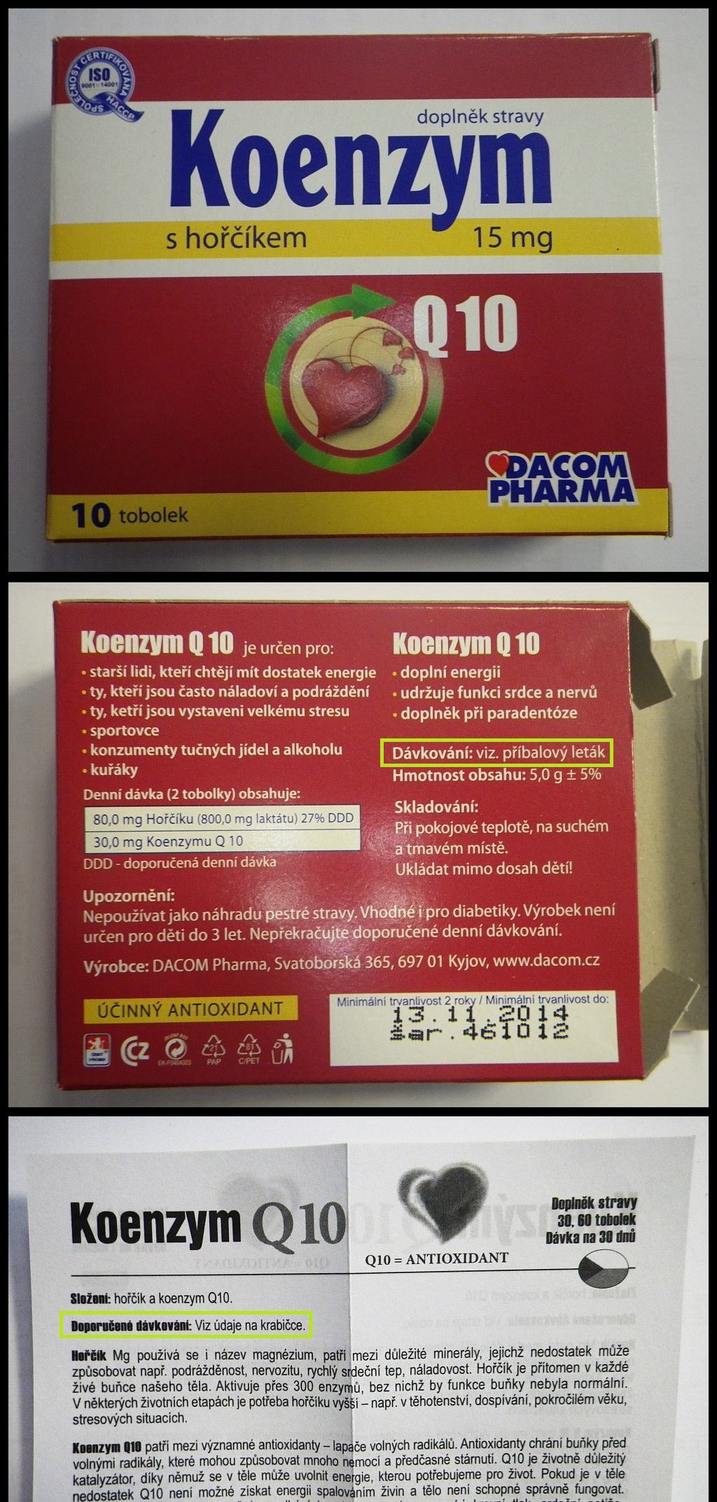 SPOLEČNOST CERTIFIKOVÁNA
ISO
9001 · 14001
HACCP
doplněk stravy
Koenzym
s hořčíkem 15 mg
Q10
DACOM
PHARMA
10 tobolek
Koenzym Q 10 je určen pro:
• starší lidi, kteří chtějí mít dostatek energie
• ty, kteří jsou často náladoví a podráždění
• ty, ketří jsou vystaveni velkému stresu
• sportovce
• konzumenty tučných jídel a alkoholu
• kuřáky
Denní dávka (2 tobolky) obsahuje:
80,0 mg Hořčíku (800,0 mg laktátu) 27% DDD
30,0 mg Koenzymu Q 10
DDD - doporučená denní dávka
Koenzym Q 10
• doplní energii
• udržuje funkci srdce a nervů
• doplněk při paradentóze
Dávkování: viz. příbalový leták
Hmotnost obsahu: 5,0 g ± 5%
Skladování:
Při pokojové teplotě, na suchém
a tmavém místě.
Ukládat mimo dosah dětí!
Upozornění:
Nepoužívat jako náhradu pestré stravy. Vhodné i pro diabetiky. Výrobek není
určen pro děti do 3 let. Nepřekračujte doporučené denní dávkování.
Výrobce: DACOM Pharma, Svatoborská 365, 697 01 Kyjov, www.dacom.cz
ÚČINNÝ ANTIOXIDANT
Minimální trvanlivost 2 roky / Minimální trvanlivost do:
13.11.2014
šar.461012
CZ
21
PAP
81
C/PET
Koenzym Q10
Q10 = ANTIOXIDANT
Doplněk stravy
30, 60 tobolek
Dávka na 30 dnů
Složení: hořčík a koenzym Q10.
Doporučené dávkování: Viz údaje na krabičce.
Hořčík Mg používá se i název magnézium, patří mezi důležité minerály, jejichž nedostatek může
způsobovat např. podrážděnost, nervozitu, rychlý srdeční tep, náladovost. Hořčík je přítomen v každé
živé buňce našeho těla. Aktivuje přes 300 enzymů, bez nichž by funkce buňky nebyla normální.
V některých životních etapách je potřeba hořčíku vyšší – např. v těhotenství, dospívání, pokročilém věku,
stresových situacích.
Koenzym Q10 patří mezi významné antioxidanty – lapače volných radikálů. Antioxidanty chrání buňky před
volnými radikály, které mohou způsobovat mnoho nemocí a předčasné stárnutí. Q10 je životně důležitý
katalyzátor, díky němuž se v těle může uvolnit energie, kterou potřebujeme pro život. Pokud je v těle
nedostatek Q10 není možné získat energii spalováním živin a tělo není schopné správně fungovat.